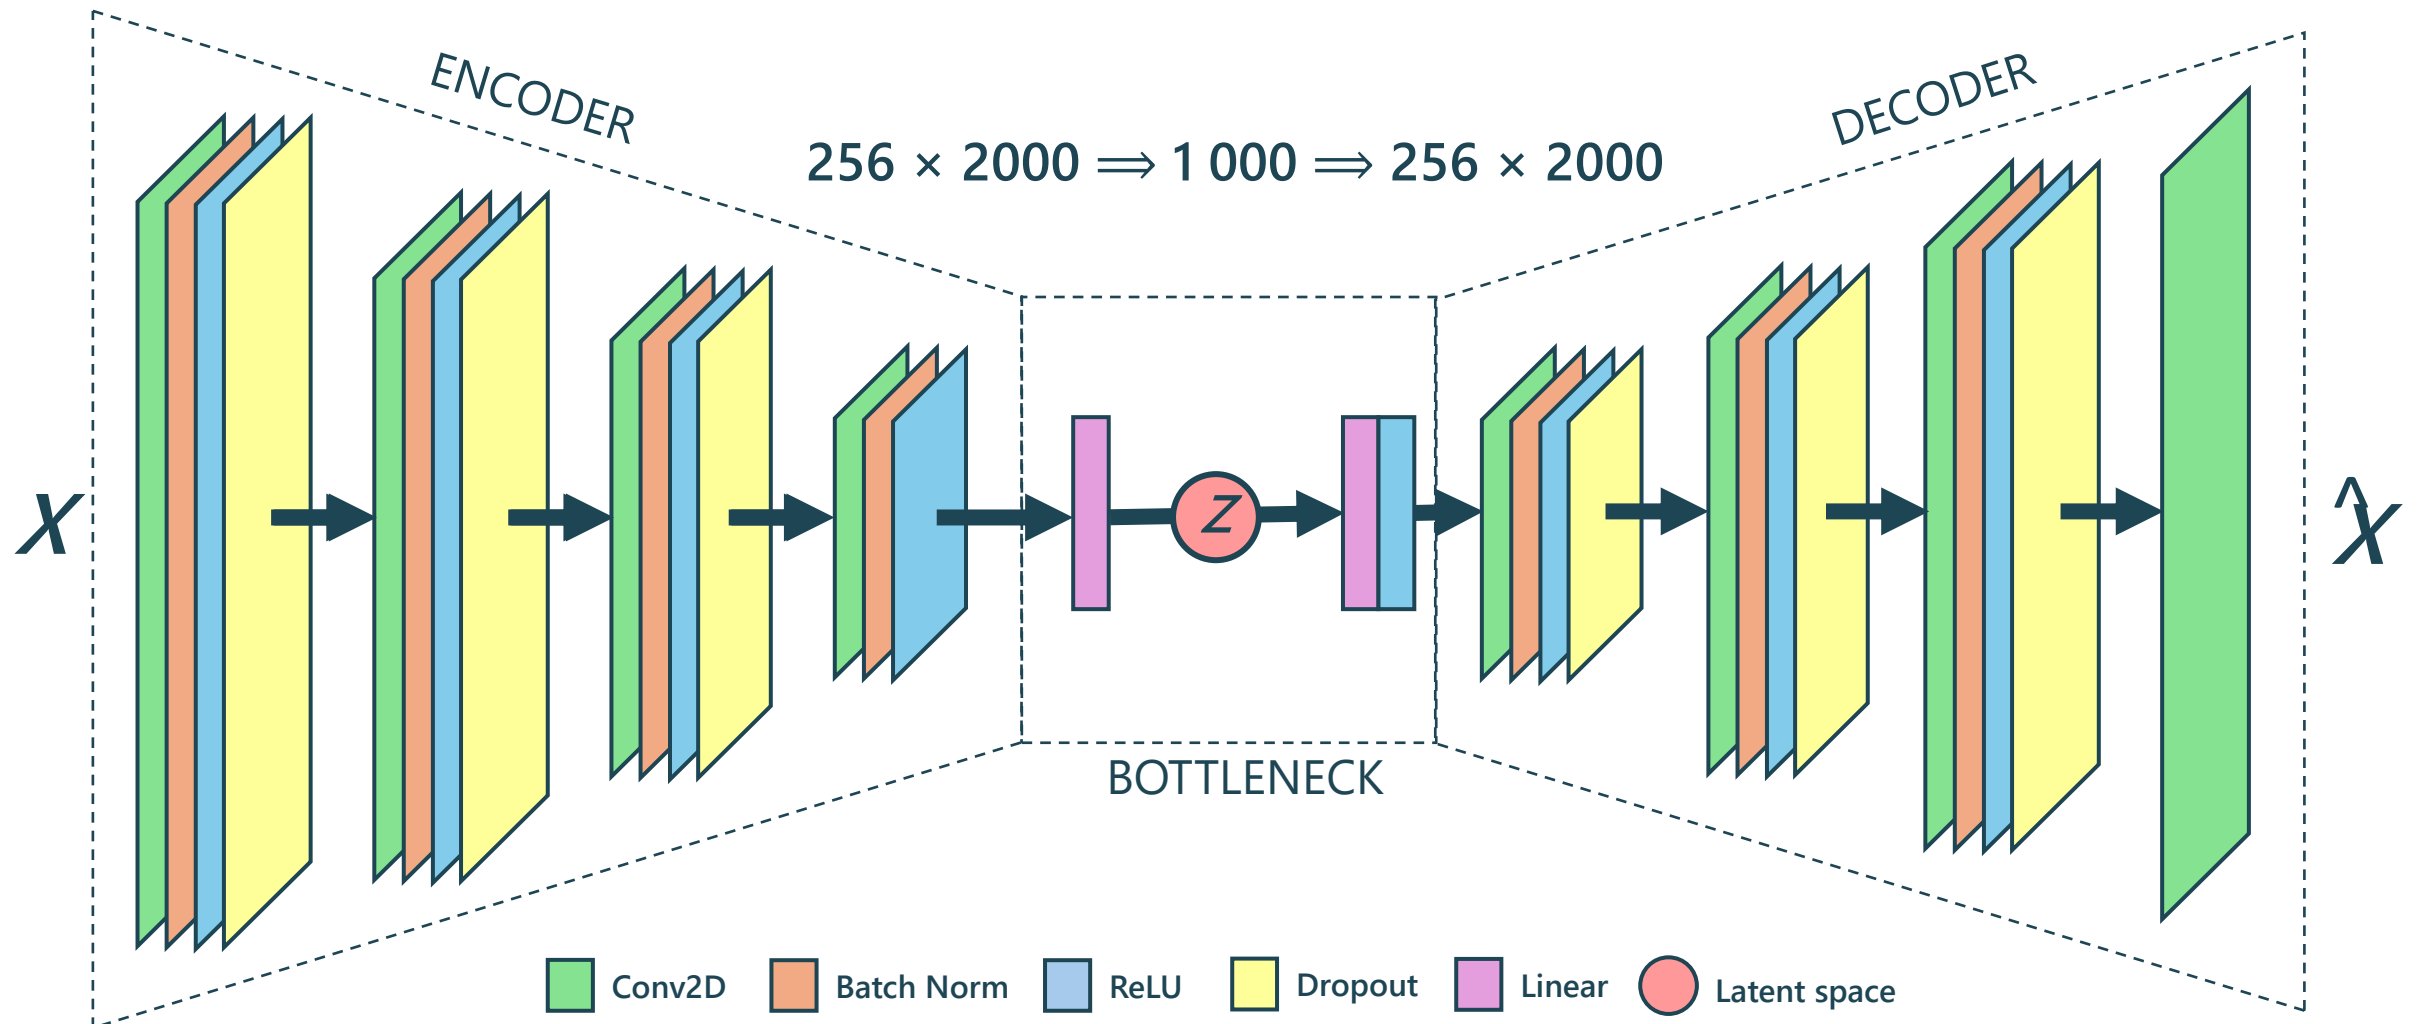 ENCODER
DECODER
256 × 2000 ⟹ 1 000 ⟹ 256 × 2000
X
Z
X̂
BOTTLENECK
Conv2D
Batch Norm
ReLU
Dropout
Linear
Latent space